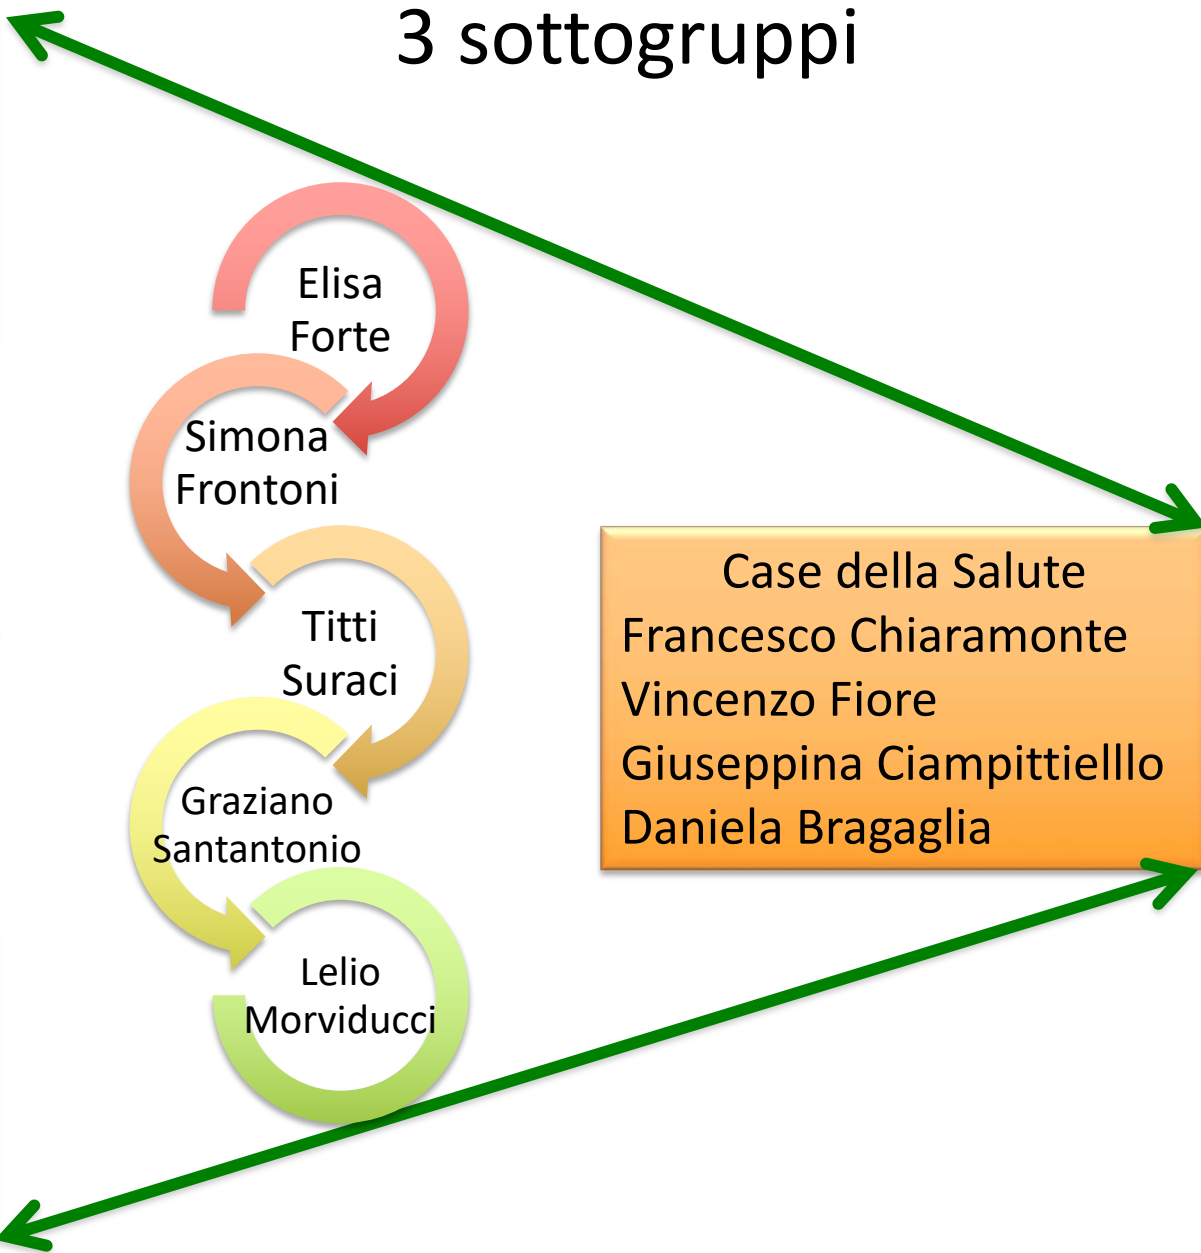 3 sottogruppi
Elisa
Forte
Simona
Frontoni
Titti
Suraci
Graziano
Santantonio
Lelio
Morviducci
Case della Salute
Francesco Chiaramonte
Vincenzo Fiore
Giuseppina Ciampittielllo
Daniela Bragaglia